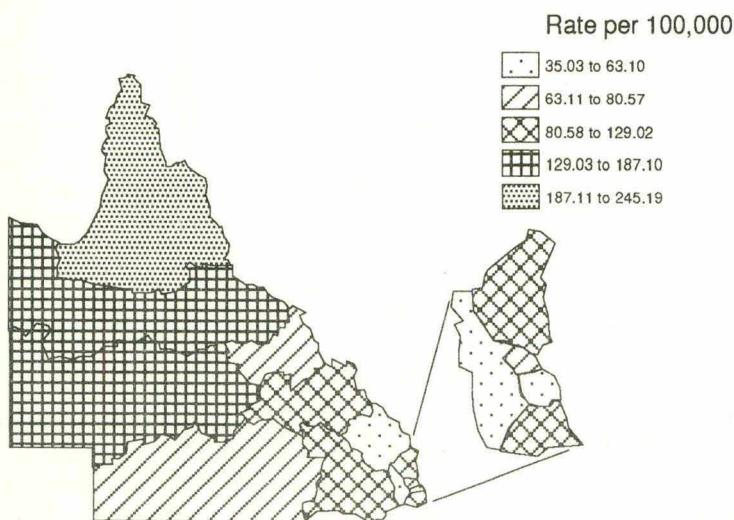 Rate per 100,000
35.03 to 63.10
63.11 to 80.57
80.58 to 129.02
129.03 to 187.10
187.11 to 245.19